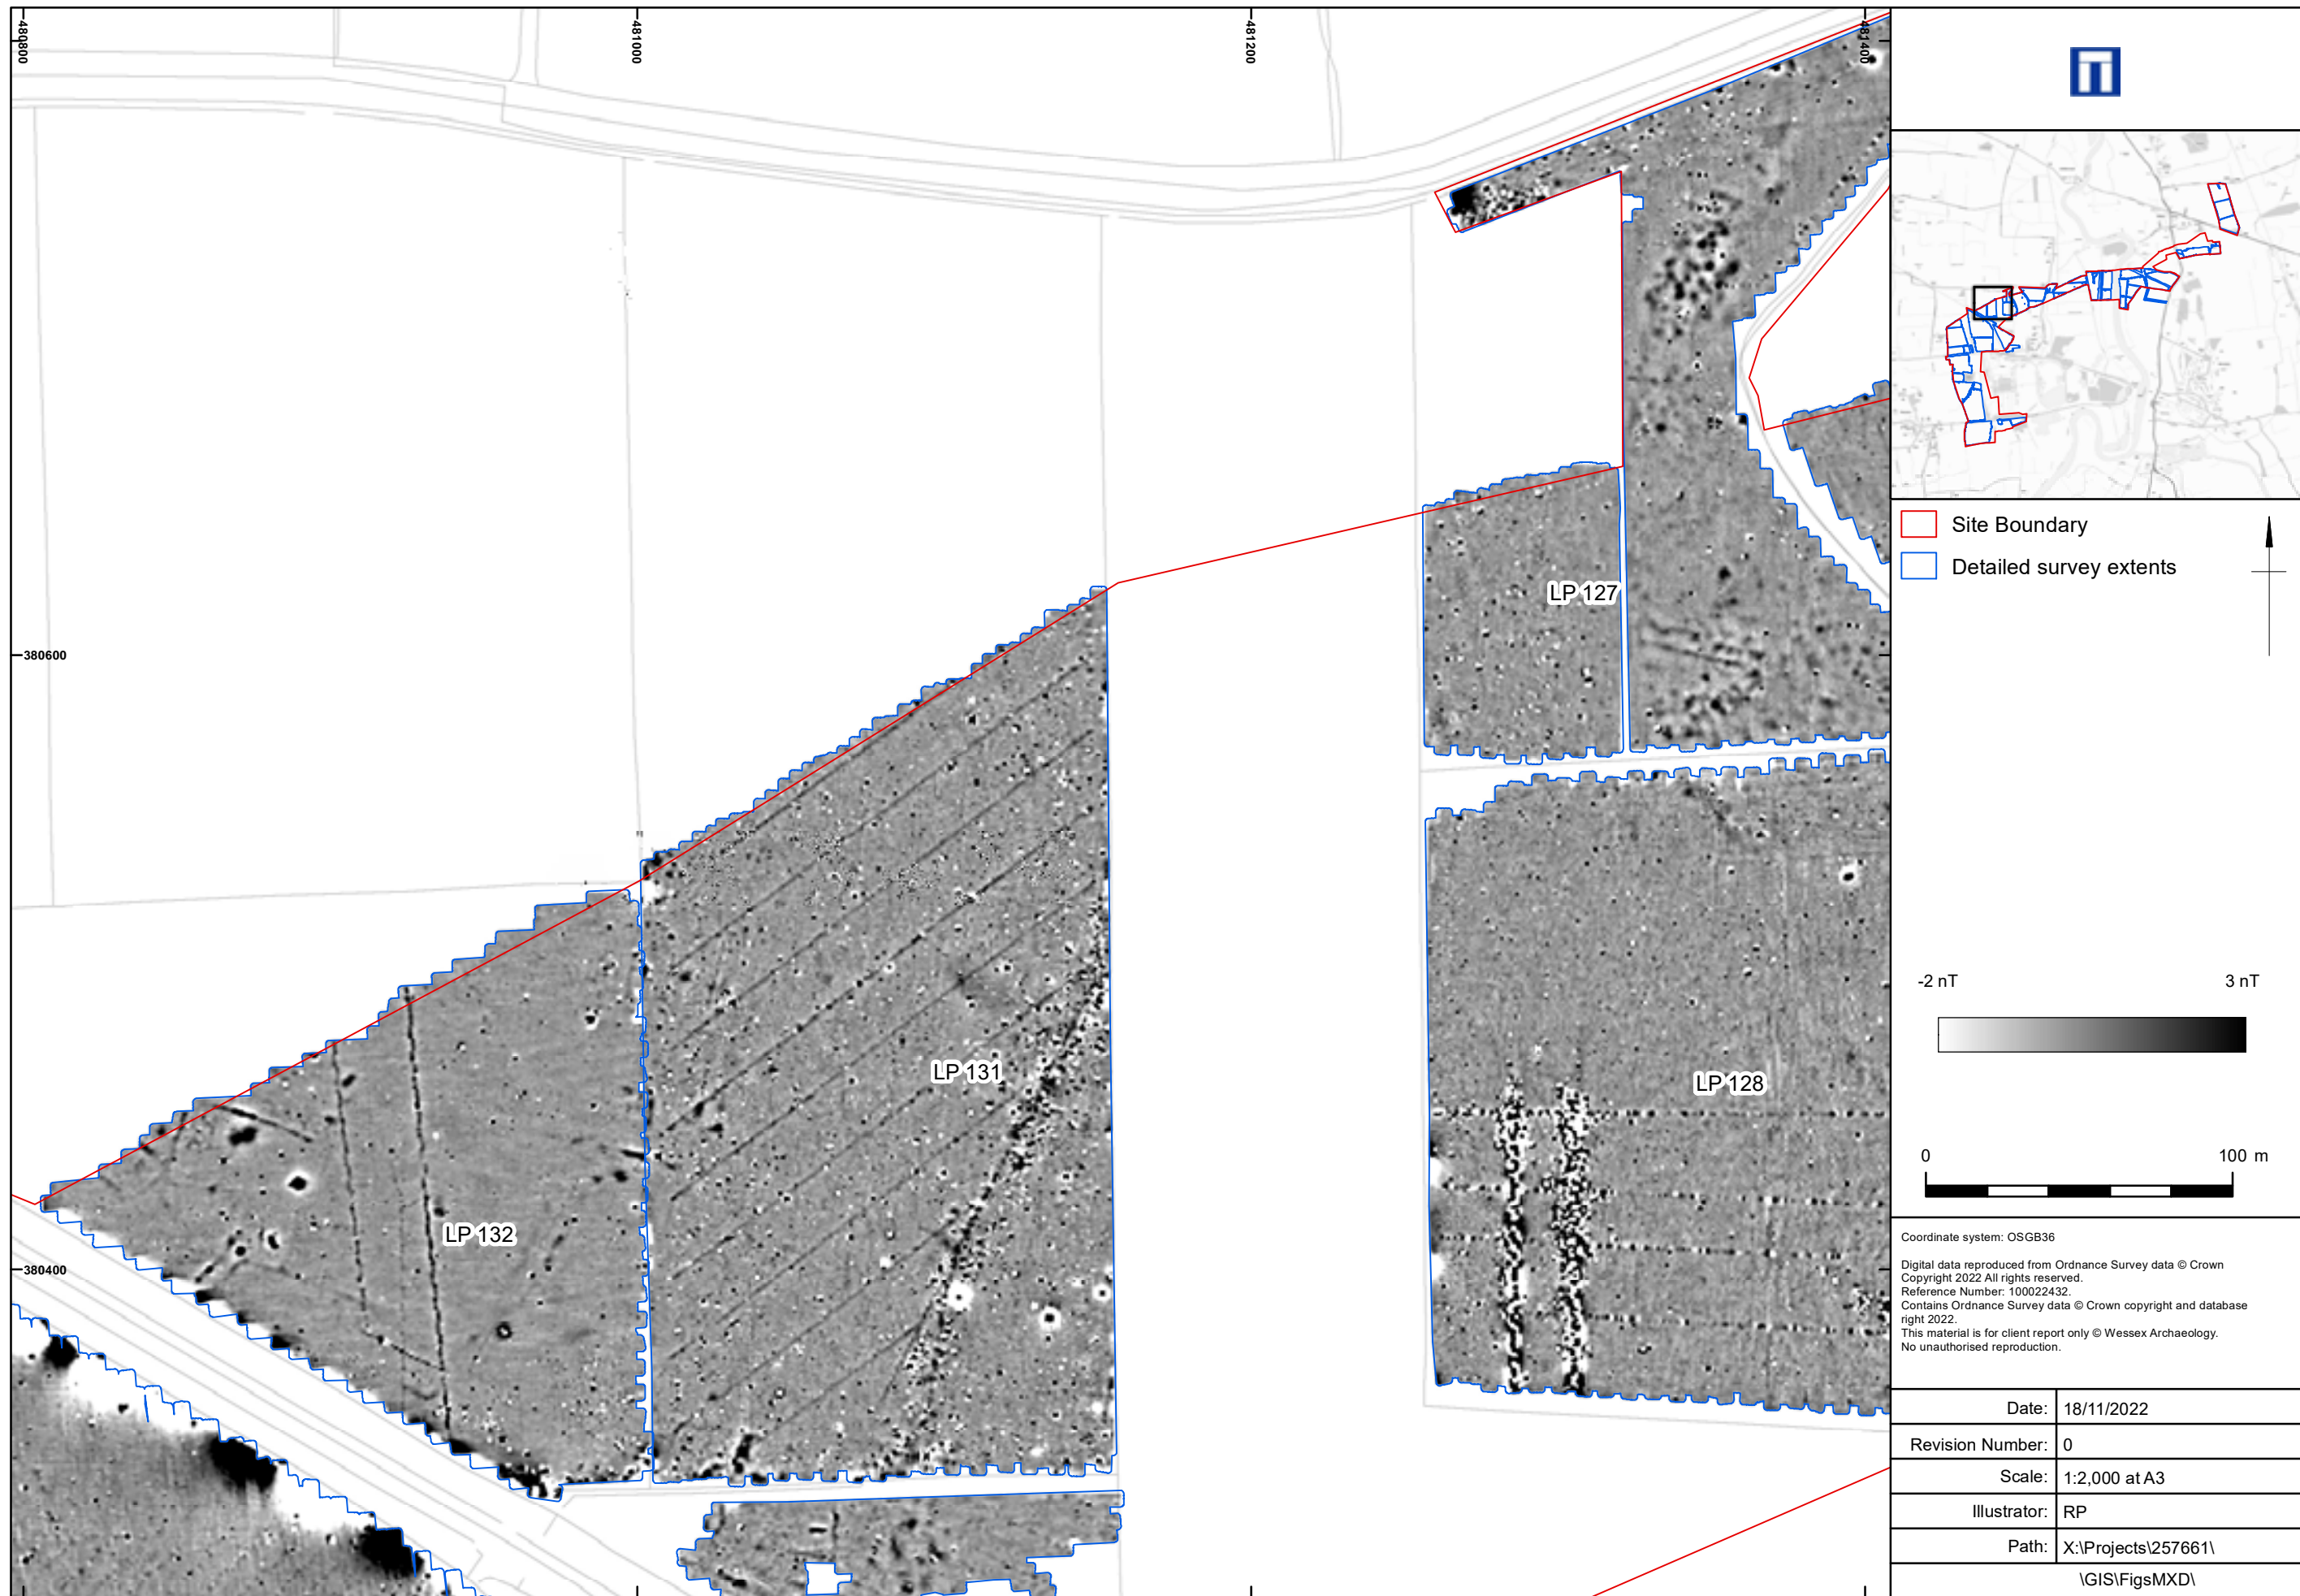 480800
481000
481200
481400
380600
380400
LP 127
LP 131
LP 128
LP 132
Site Boundary
Detailed survey extents
-2 nT 3 nT
0 100 m
Coordinate system: OSGB36
Digital data reproduced from Ordnance Survey data © Crown
Copyright 2022 All rights reserved.
Reference Number: 100022432.
Contains Ordnance Survey data © Crown copyright and database
right 2022.
This material is for client report only © Wessex Archaeology.
No unauthorised reproduction.
Date: 18/11/2022
Revision Number: 0
Scale: 1:2,000 at A3
Illustrator: RP
Path: X:\Projects\257661\
\GIS\FigsMXD\